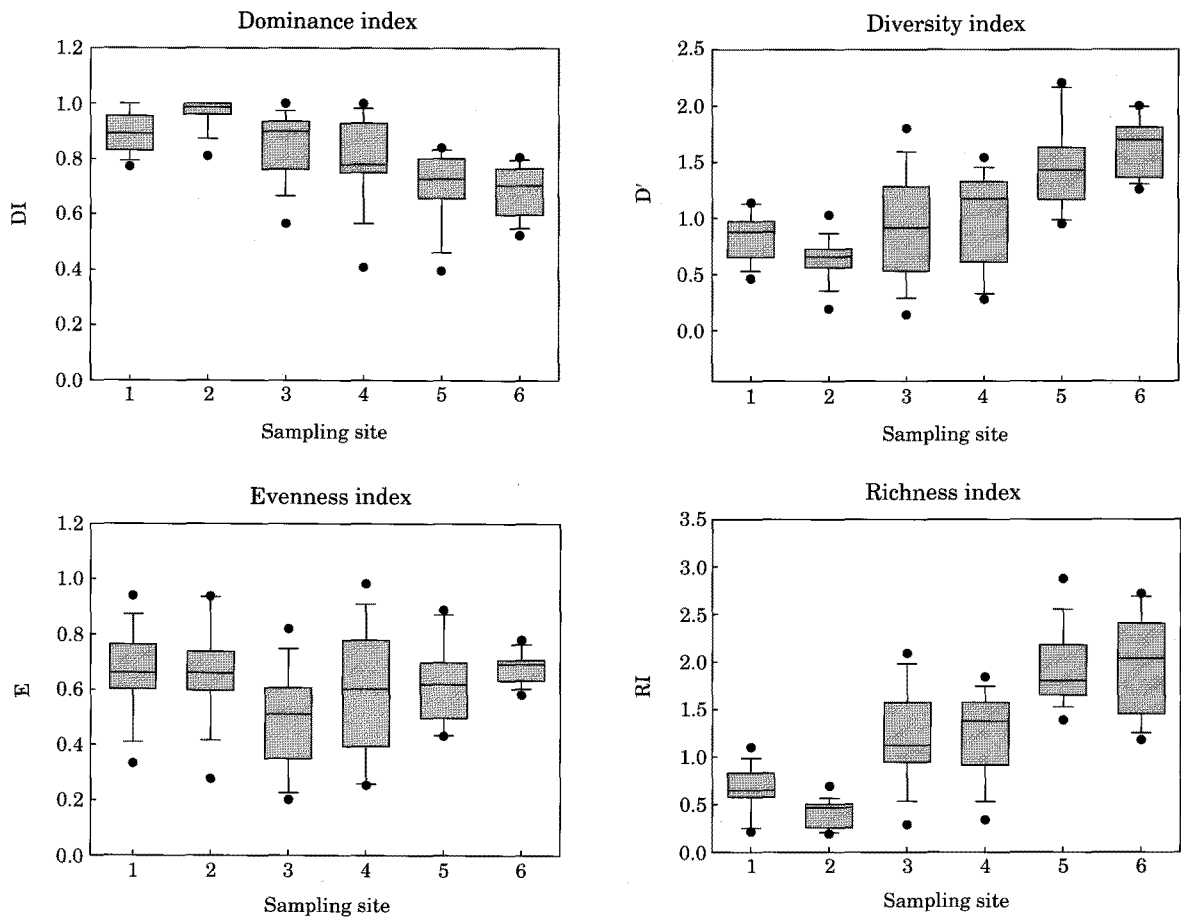 Dominance index
1.2
1.0
0.8
0.6
0.4
0.2
0.0
DI
1 2 3 4 5 6
Sampling site
Diversity index
2.5
2.0
1.5
1.0
0.5
0.0
D'
1 2 3 4 5 6
Sampling site
Evenness index
1.2
1.0
0.8
0.6
0.4
0.2
0.0
E
1 2 3 4 5 6
Sampling site
Richness index
3.5
3.0
2.5
2.0
1.5
1.0
0.5
0.0
RI
1 2 3 4 5 6
Sampling site